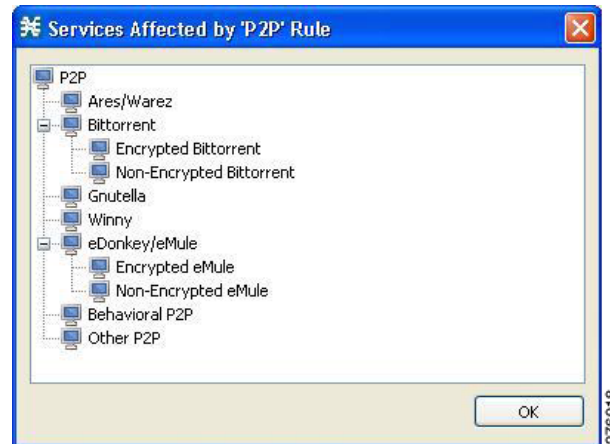 Services Affected by 'P2P' Rule
P2P
Ares/Warez
Bittorrent
Encrypted Bittorrent
Non-Encrypted Bittorrent
Gnutella
Winny
eDonkey/eMule
Encrypted eMule
Non-Encrypted eMule
Behavioral P2P
Other P2P
OK